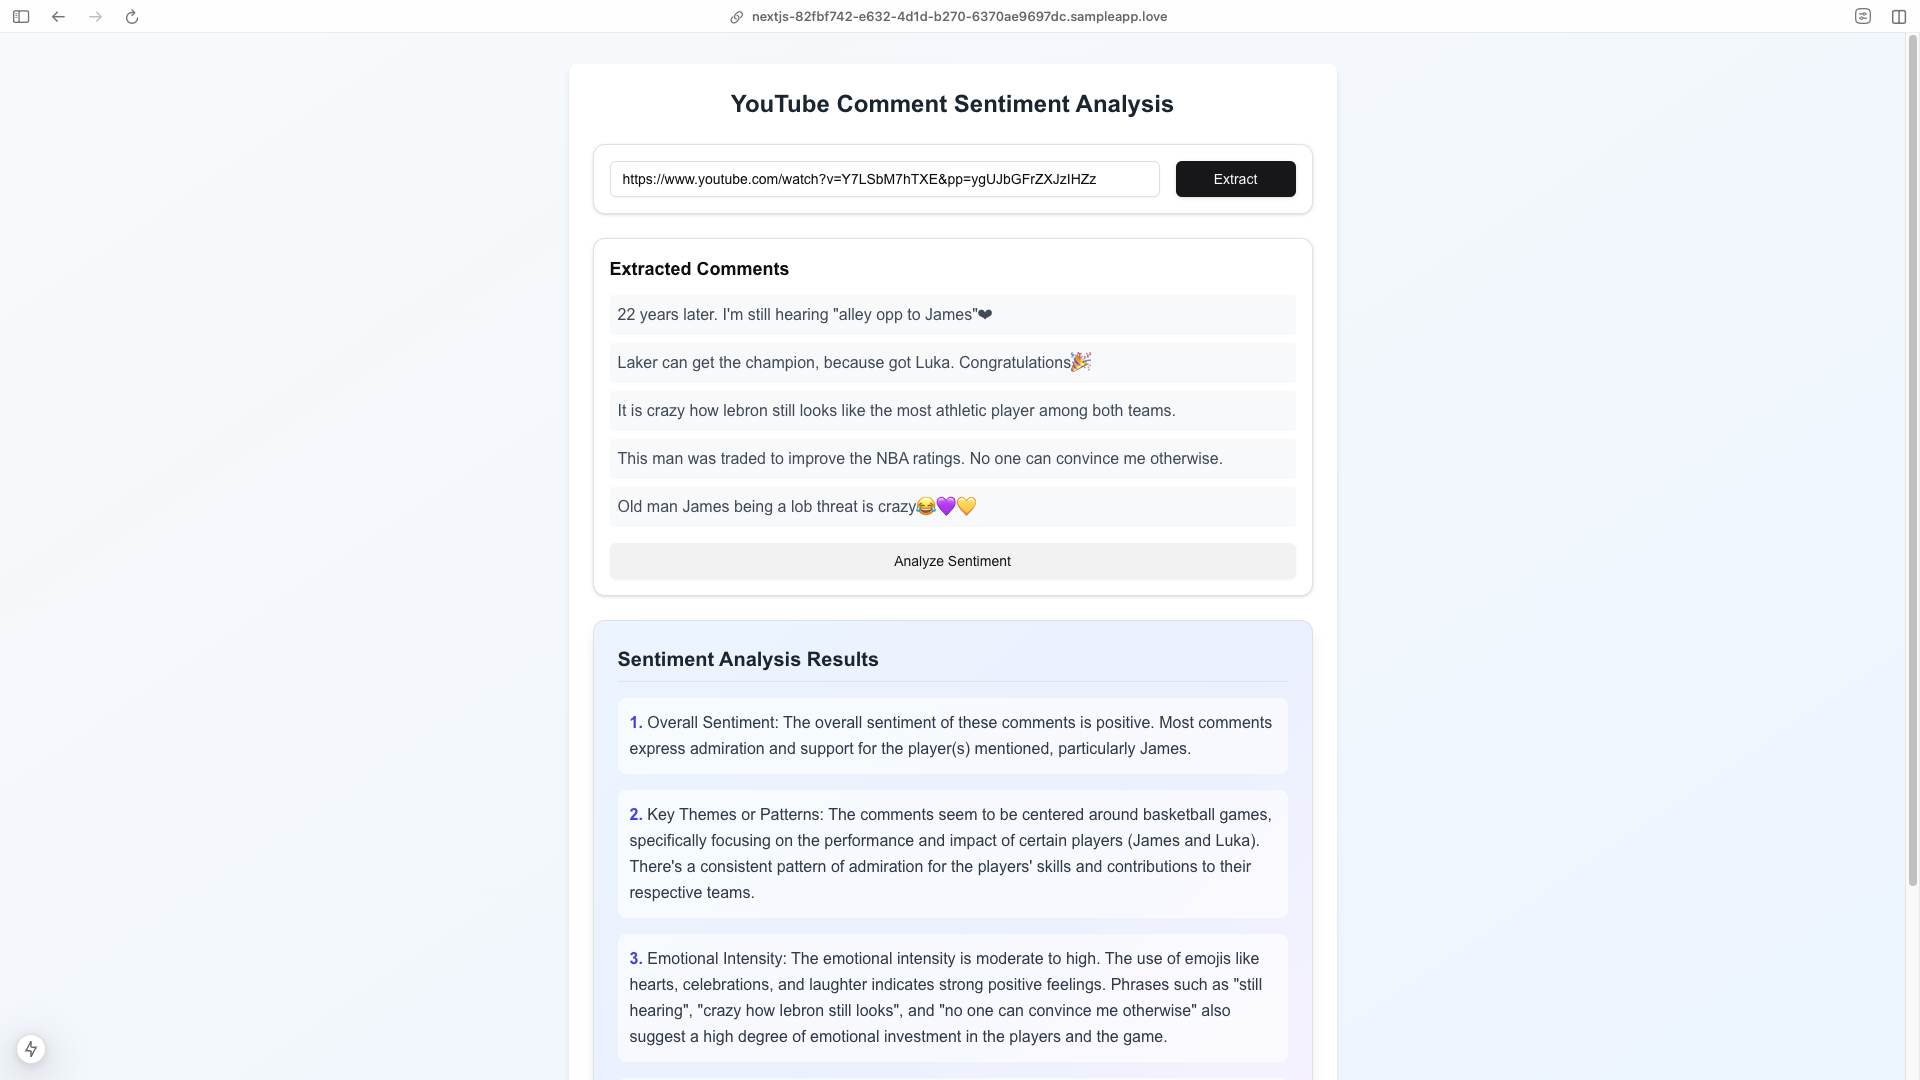 nextjs-82fbf742-e632-4d1d-b270-6370ae9697dc.sampleapp.love
YouTube Comment Sentiment Analysis
https://www.youtube.com/watch?v=Y7LSbM7hTXE&pp=ygUJbGFrZXJzIHZz
Extract
Extracted Comments
22 years later. I'm still hearing "alley opp to James"❤
Laker can get the champion, because got Luka. Congratulations🎉
It is crazy how lebron still looks like the most athletic player among both teams.
This man was traded to improve the NBA ratings. No one can convince me otherwise.
Old man James being a lob threat is crazy😂💜💛
Analyze Sentiment
Sentiment Analysis Results
1. Overall Sentiment: The overall sentiment of these comments is positive. Most comments
express admiration and support for the player(s) mentioned, particularly James.
2. Key Themes or Patterns: The comments seem to be centered around basketball games,
specifically focusing on the performance and impact of certain players (James and Luka).
There's a consistent pattern of admiration for the players' skills and contributions to their
respective teams.
3. Emotional Intensity: The emotional intensity is moderate to high. The use of emojis like
hearts, celebrations, and laughter indicates strong positive feelings. Phrases such as "still
hearing", "crazy how lebron still looks", and "no one can convince me otherwise" also
suggest a high degree of emotional investment in the players and the game.